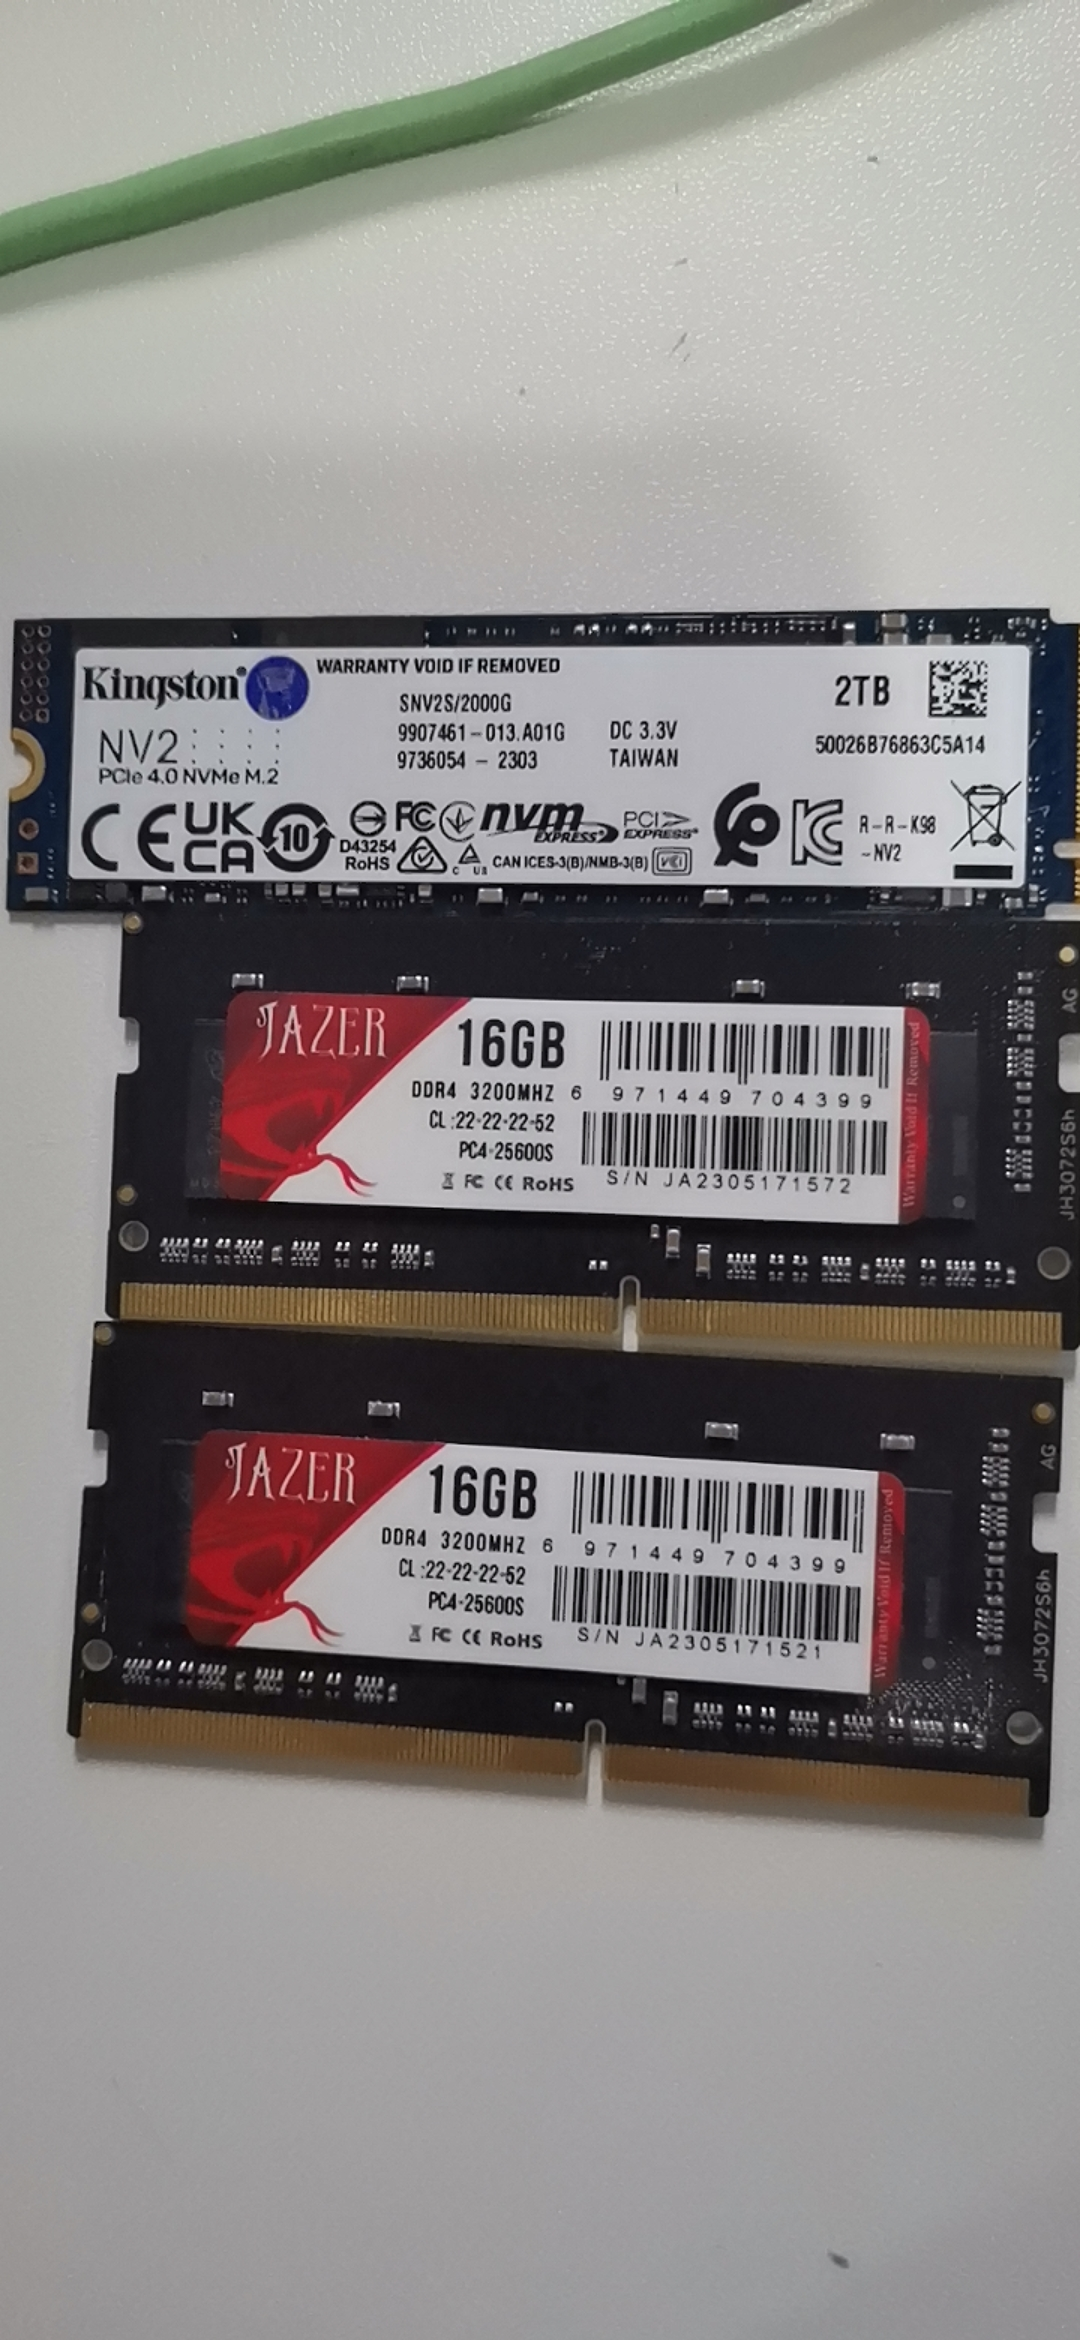 Kingston WARRANTY VOID IF REMOVED
SNV2S/2000G
2TB
NV2
9907461-013.A01G DC 3.3V
9736054 - 2303 TAIWAN
50026B76863C5A14
PCIe 4.0 NVMe M.2
CE UK CA 10 FC nvm EXPRESS PCI EXPRESS
D43254
RoHS
C US CAN ICES-3(B)/NMB-3(B) VCI
R-R-K98
-NV2
JAZER 16GB
DDR4 3200MHZ 6 971449 704399
CL :22-22-22-52
PC4-25600S
FC CE RoHS S/N JA2305171572
Warranty Void If Removed
AG
JH3072S6h
JAZER 16GB
DDR4 3200MHZ 6 971449 704399
CL :22-22-22-52
PC4-25600S
FC CE RoHS S/N JA2305171521
Warranty Void If Removed
AG
JH3072S6h